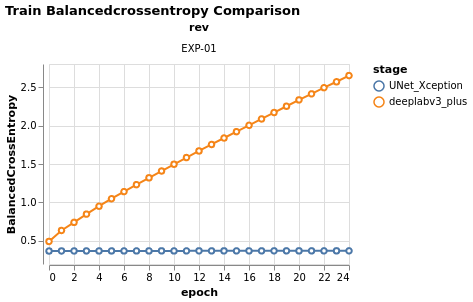 Train Balancedcrossentropy Comparison
rev
EXP-01
BalancedCrossEntropy
2.5
2.0
1.5
1.0
0.5
0 2 4 6 8 10 12 14 16 18 20 22 24
epoch
stage
UNet_Xception
deeplabv3_plus